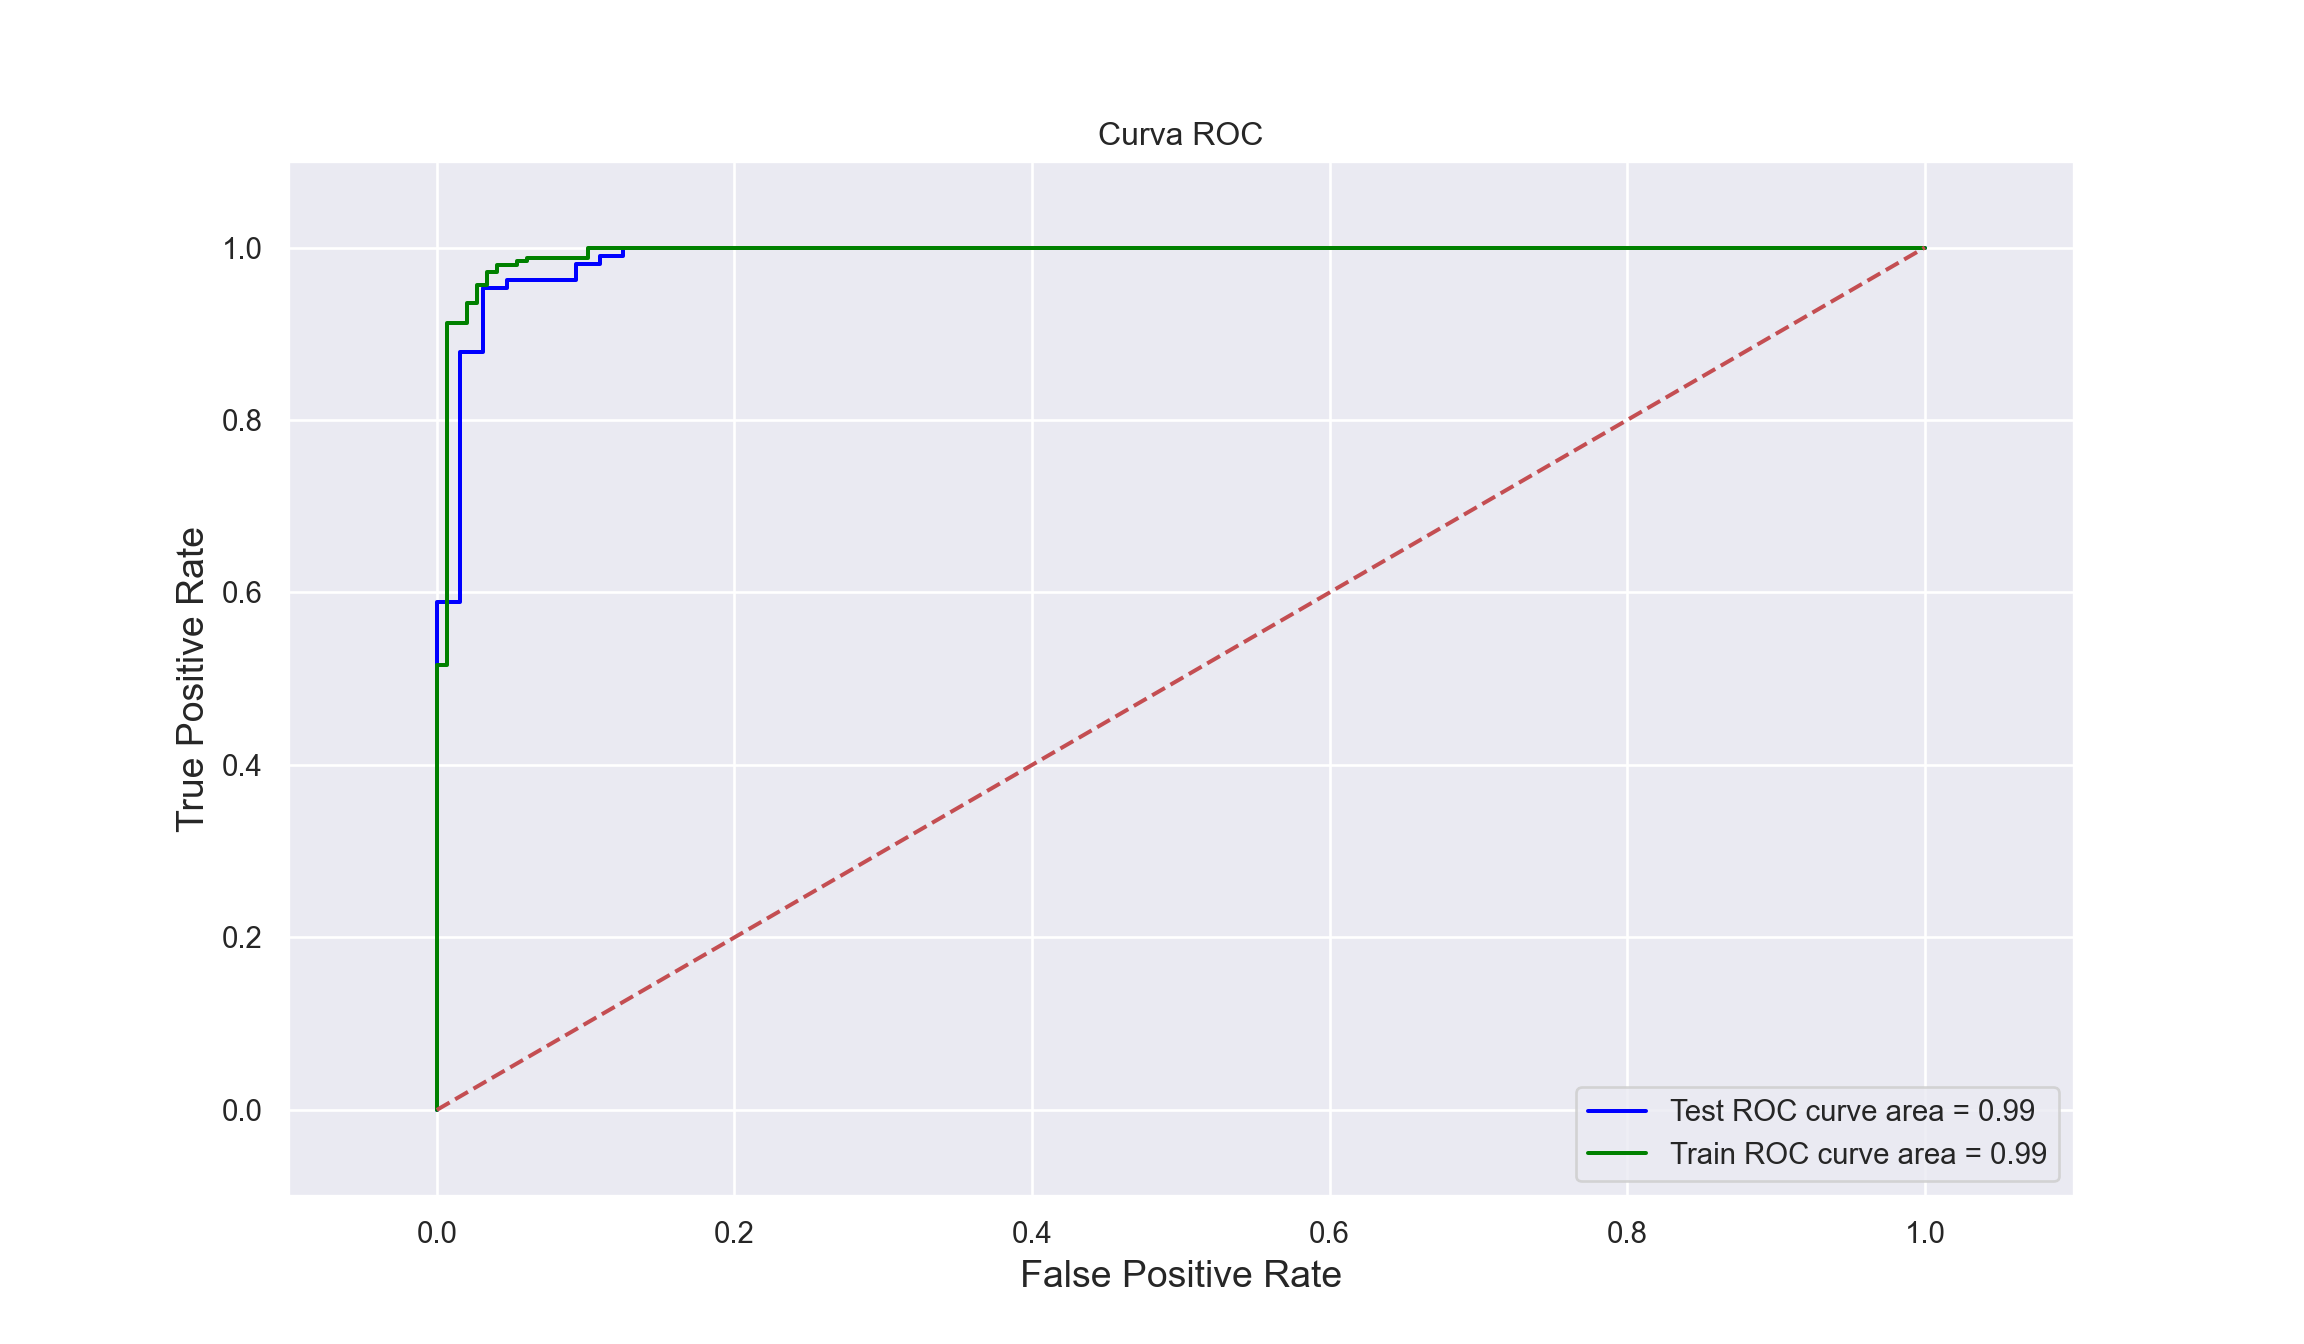 Curva ROC
True Positive Rate
1.0
0.8
0.6
0.4
0.2
0.0
0.0 0.2 0.4 0.6 0.8 1.0
False Positive Rate
Test ROC curve area = 0.99
Train ROC curve area = 0.99